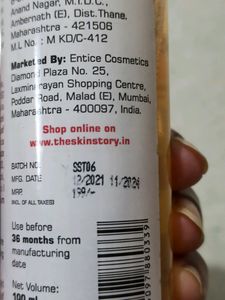 Anand Nagar, M.I.D.C.,
Ambernath (E), Dist.Thane,
Maharashtra - 421506
M.L No.: M KD/C-412
Marketed By: Entice Cosmetics
Diamond Plaza No. 25,
Laxminarayan Shopping Centre,
Poddar Road, Malad (E), Mumbai,
Maharashtra - 400097, India.
Shop online on
www.theskinstory.in
BATCH NO. SST06
MFG. DATE 12/2021 11/2024
MRP.
INCL OF ALL TAXES
Use before
36 months from
manufacturing
date
Net Volume:
100
097880339